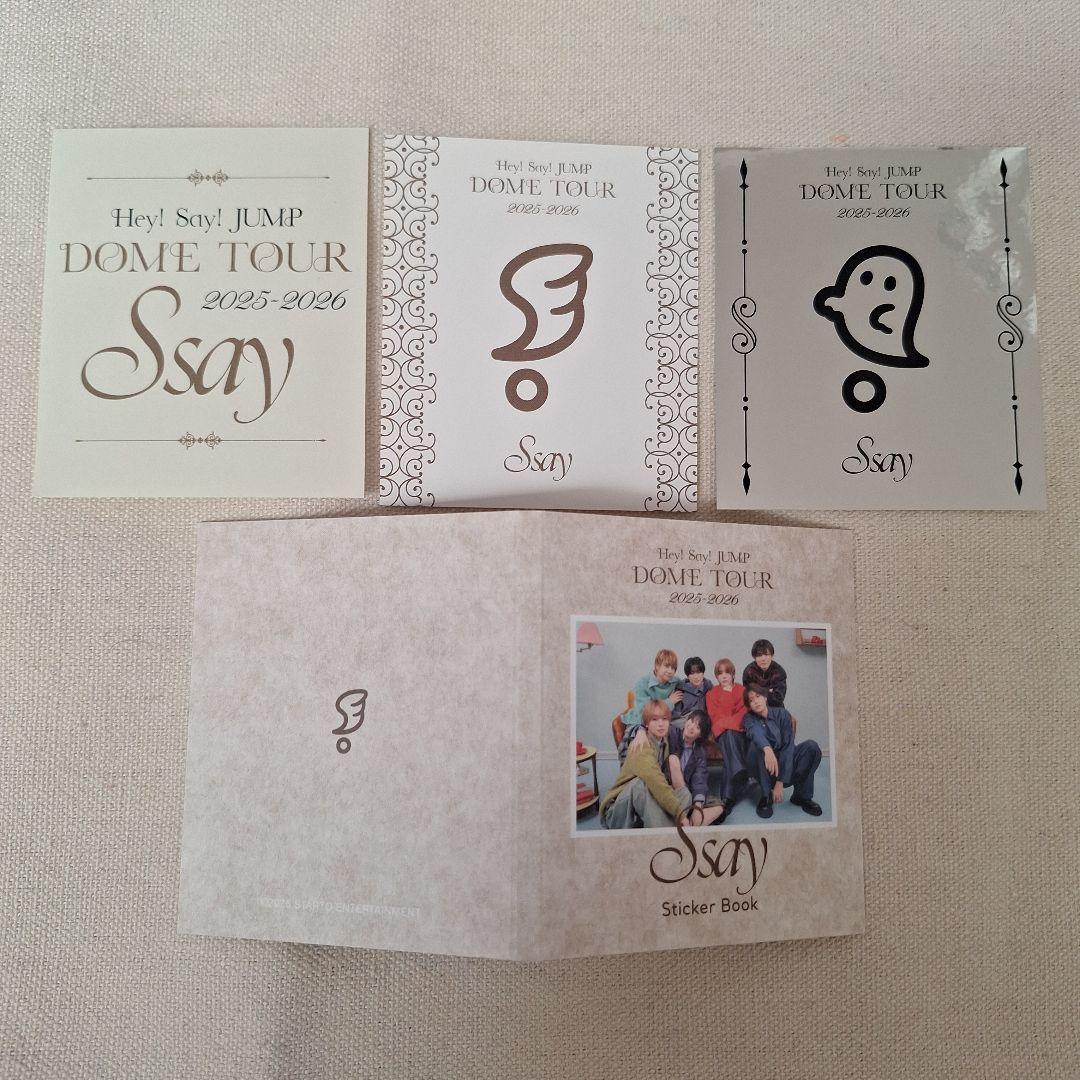 Hey! Say! JUMP
DOME TOUR
2025-2026
Ssay
Hey! Say! JUMP
DOME TOUR
2025-2026
Ssay
Hey! Say! JUMP
DOME TOUR
2025-2026
S
S
Ssay
Hey! Say! JUMP
DOME TOUR
2025-2026
Ssay
Sticker Book
©2025 STARTO ENTERTAINMENT